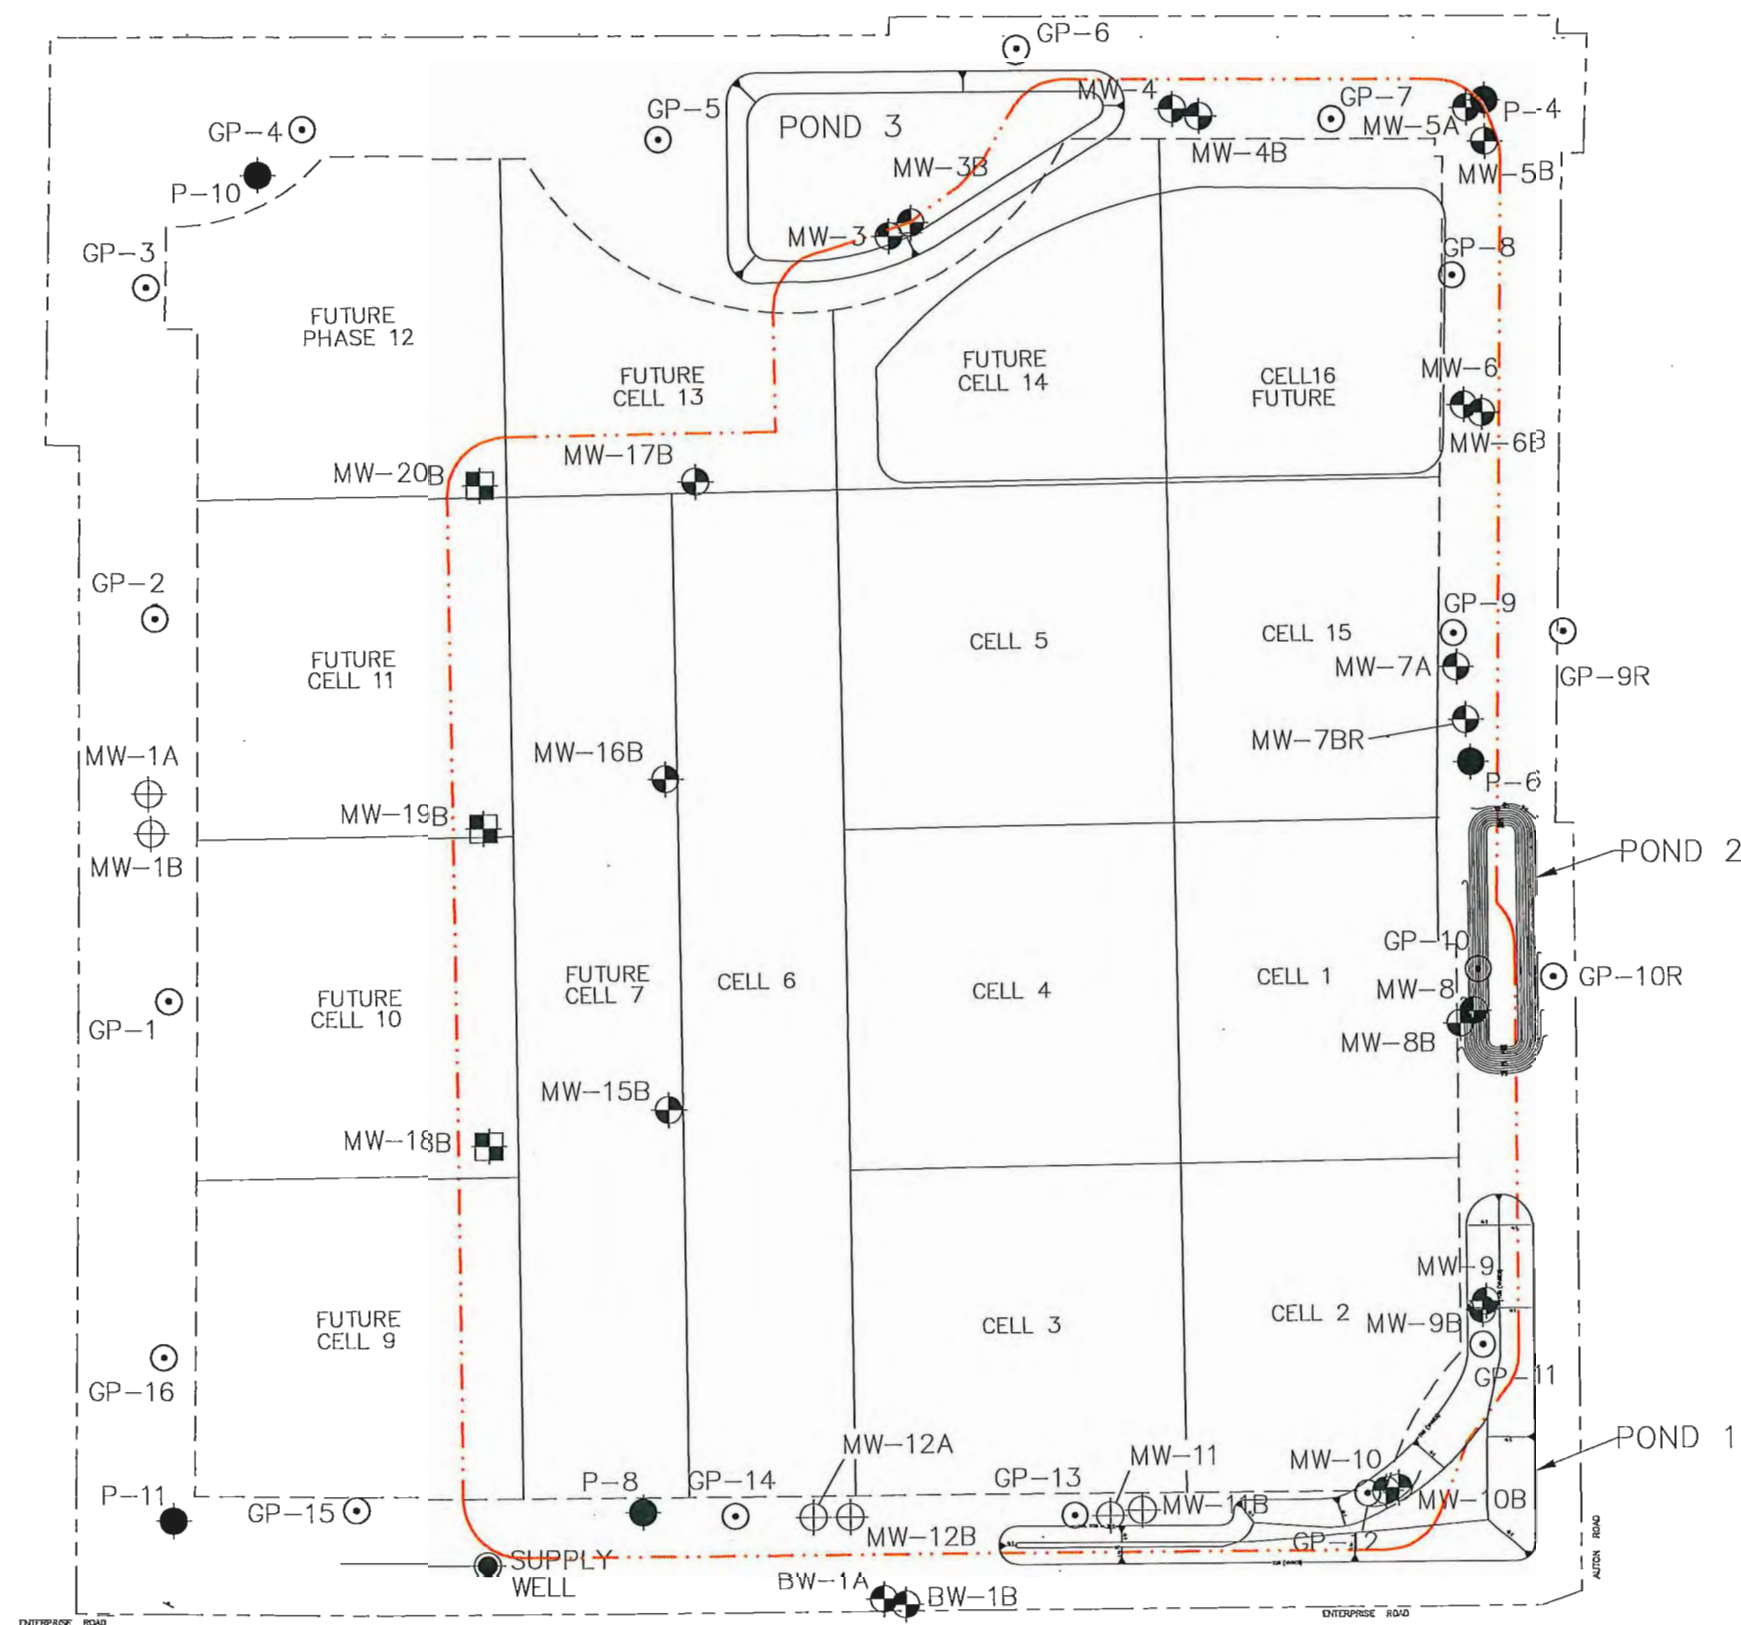 GP-6
MW-4
GP-5
GP-7
P-4
POND 3
MW-5A
GP-4
MW-4B
MW-3B
MW-5B
P-10
MW-3
GP-3
GP-8
FUTURE
PHASE 12
FUTURE
CELL 14
FUTURE
CELL 13
CELL16
FUTURE
MW-6
MW-6B
MW-17B
MW-20B
GP-2
GP-9
CELL 5
CELL 15
FUTURE
CELL 11
MW-7A
GP-9R
MW-7BR
MW-1A
MW-16B
P-6
MW-19B
MW-1B
POND 2
GP-10
FUTURE
CELL 7
CELL 6
CELL 4
CELL 1
GP-10R
MW-8
FUTURE
CELL 10
GP-1
MW-8B
MW-15B
MW-18B
MW-9
FUTURE
CELL 9
CELL 3
CELL 2
MW-9B
GP-11
GP-16
POND 1
MW-12A
MW-11
MW-10
P-11
P-8
GP-14
GP-13
GP-15
MW-11B
MW-10B
MW-12B
GP-12
SUPPLY
WELL
BW-1A
BW-1B
AUTON ROAD
ENTERPRISE ROAD
ENTERPRISE ROAD